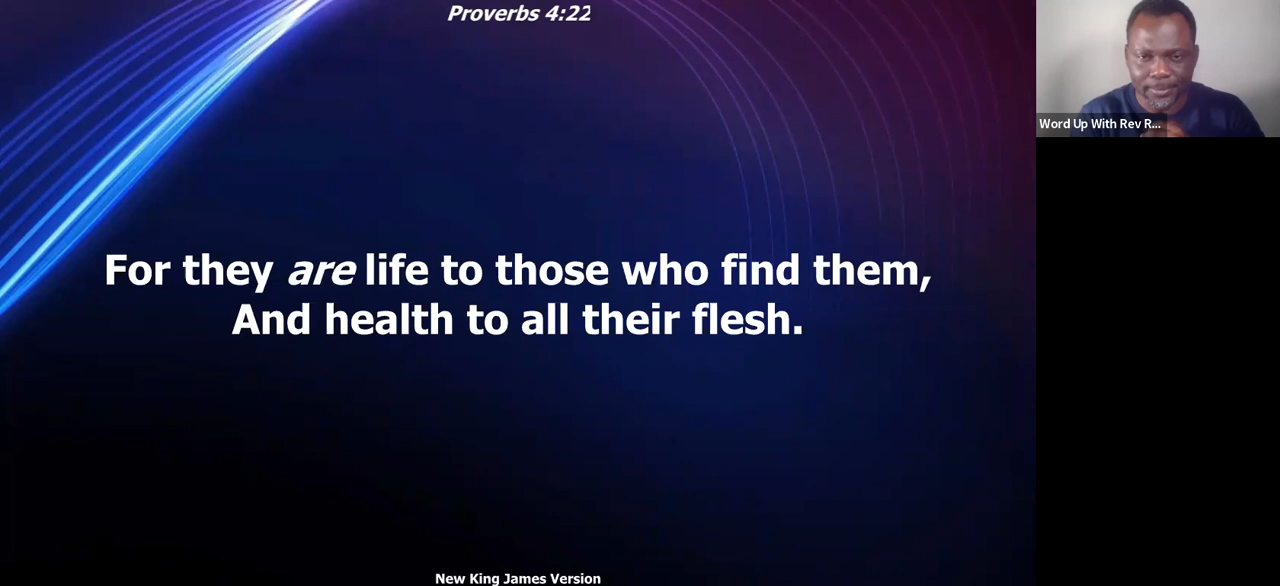 Proverbs 4:22
Word Up With Rev R...
For they are life to those who find them,
And health to all their flesh.
New King James Version